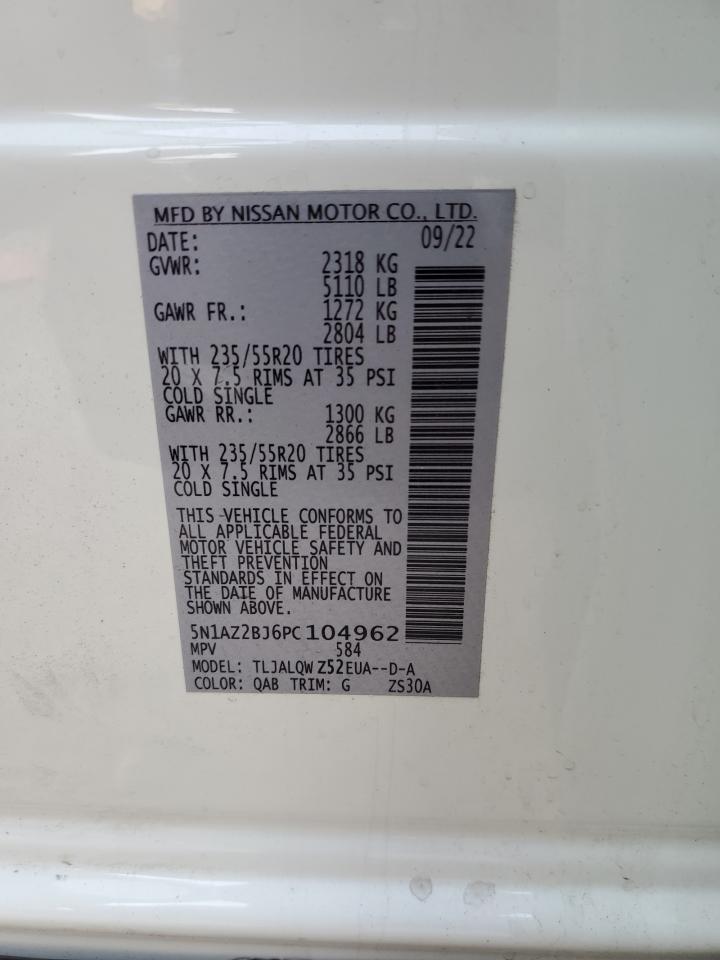 MFD BY NISSAN MOTOR CO., LTD.
DATE: 09/22
GVWR: 2318 KG
5110 LB
GAWR FR.: 1272 KG
2804 LB
WITH 235/55R20 TIRES
20 X 7.5 RIMS AT 35 PSI
COLD SINGLE
GAWR RR.: 1300 KG
2866 LB
WITH 235/55R20 TIRES
20 X 7.5 RIMS AT 35 PSI
COLD SINGLE
THIS VEHICLE CONFORMS TO
ALL APPLICABLE FEDERAL
MOTOR VEHICLE SAFETY AND
THEFT PREVENTION
STANDARDS IN EFFECT ON
THE DATE OF MANUFACTURE
SHOWN ABOVE.
5N1AZ2BJ6PC104962
MPV 584
MODEL: TLJALQW Z52EUA--D-A
COLOR: QAB TRIM: G ZS30A